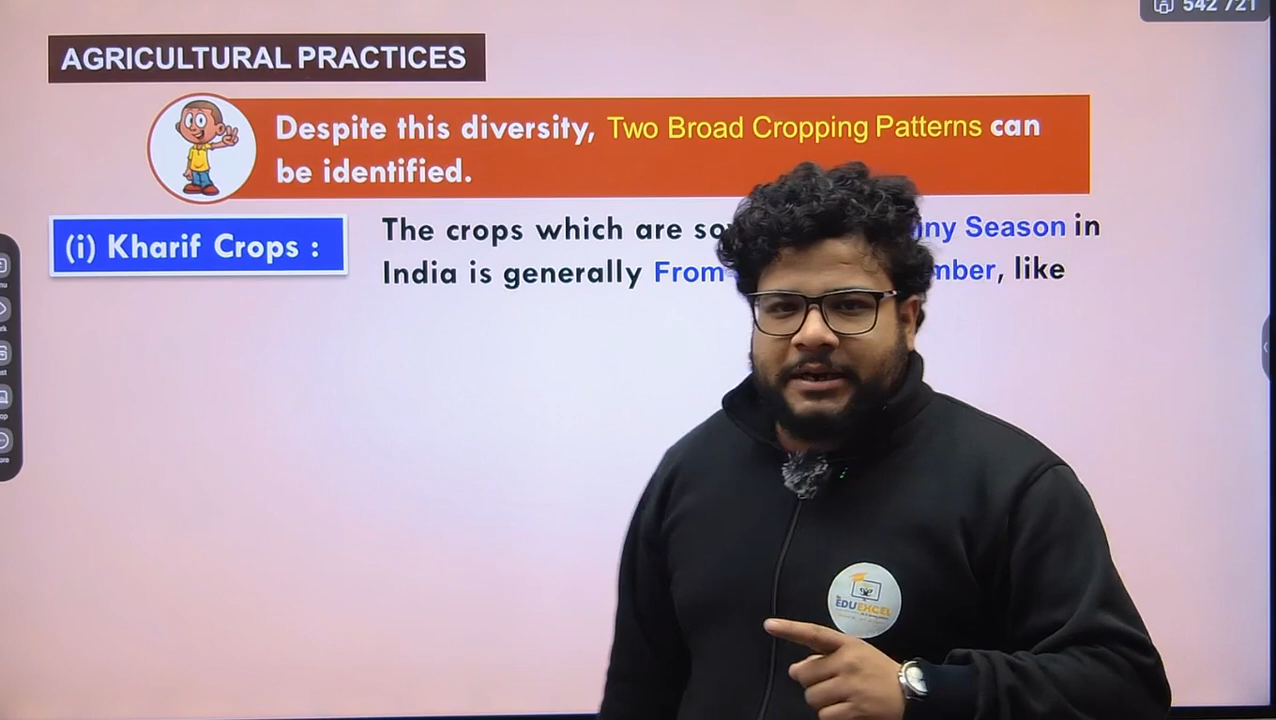 542 721
AGRICULTURAL PRACTICES
Despite this diversity, Two Broad Cropping Patterns can
be identified.
(i) Kharif Crops :
The crops which are Season in
India is generally From , like
EDUEXCEL